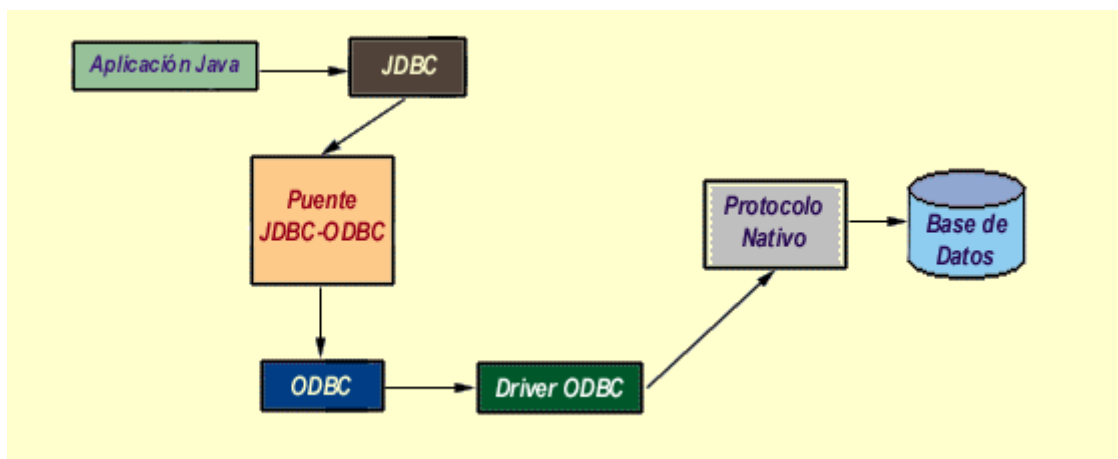 Aplicación Java
JDBC
Puente
JDBC-ODBC
ODBC
Driver ODBC
Protocolo
Nativo
Base de
Datos